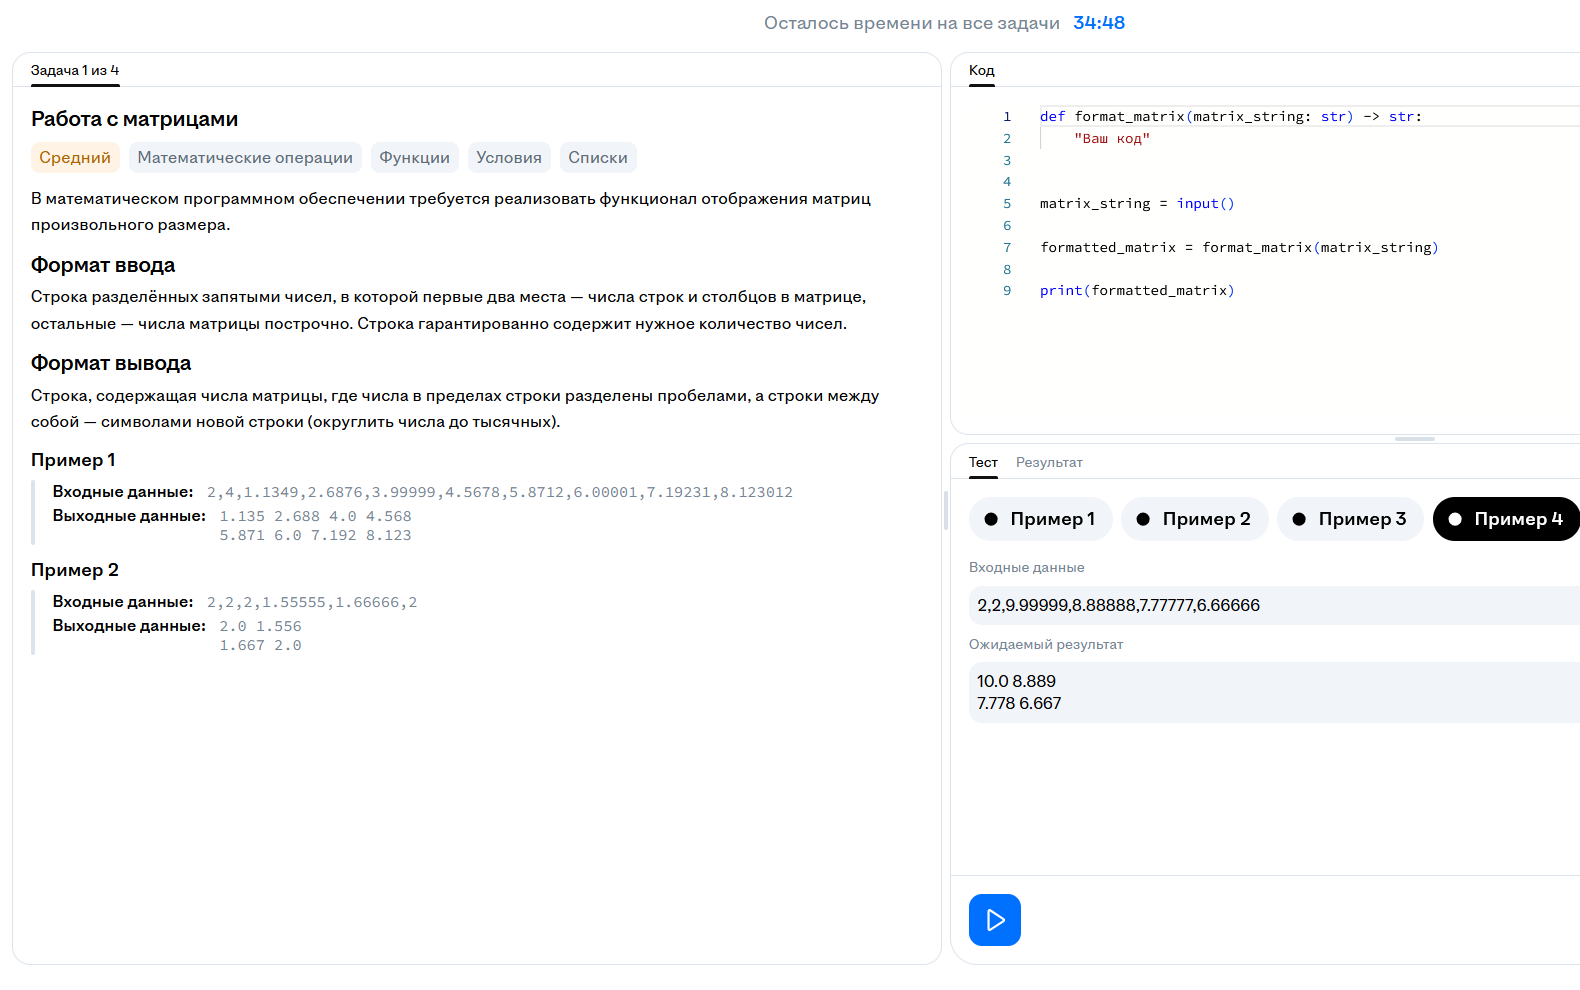 Осталось времени на все задачи 34:48
Задача 1 из 4
Работа с матрицами
Средний Математические операции Функции Условия Списки
В математическом программном обеспечении требуется реализовать функционал отображения матриц
произвольного размера.
Формат ввода
Строка разделённых запятыми чисел, в которой первые два места — числа строк и столбцов в матрице,
остальные — числа матрицы построчно. Строка гарантированно содержит нужное количество чисел.
Формат вывода
Строка, содержащая числа матрицы, где числа в пределах строки разделены пробелами, а строки между
собой — символами новой строки (округлить числа до тысячных).
Пример 1
Входные данные: 2,4,1.1349,2.6876,3.99999,4.5678,5.8712,6.00001,7.19231,8.123012
Выходные данные: 1.135 2.688 4.0 4.568
5.871 6.0 7.192 8.123
Пример 2
Входные данные: 2,2,2,1.55555,1.66666,2
Выходные данные: 2.0 1.556
1.667 2.0
Код
1 def format_matrix(matrix_string: str) -> str:
2     "Ваш код"
3
4
5 matrix_string = input()
6
7 formatted_matrix = format_matrix(matrix_string)
8
9 print(formatted_matrix)
Тест Результат
Пример 1 Пример 2 Пример 3 Пример 4
Входные данные
2,2,9.99999,8.88888,7.77777,6.66666
Ожидаемый результат
10.0 8.889
7.778 6.667